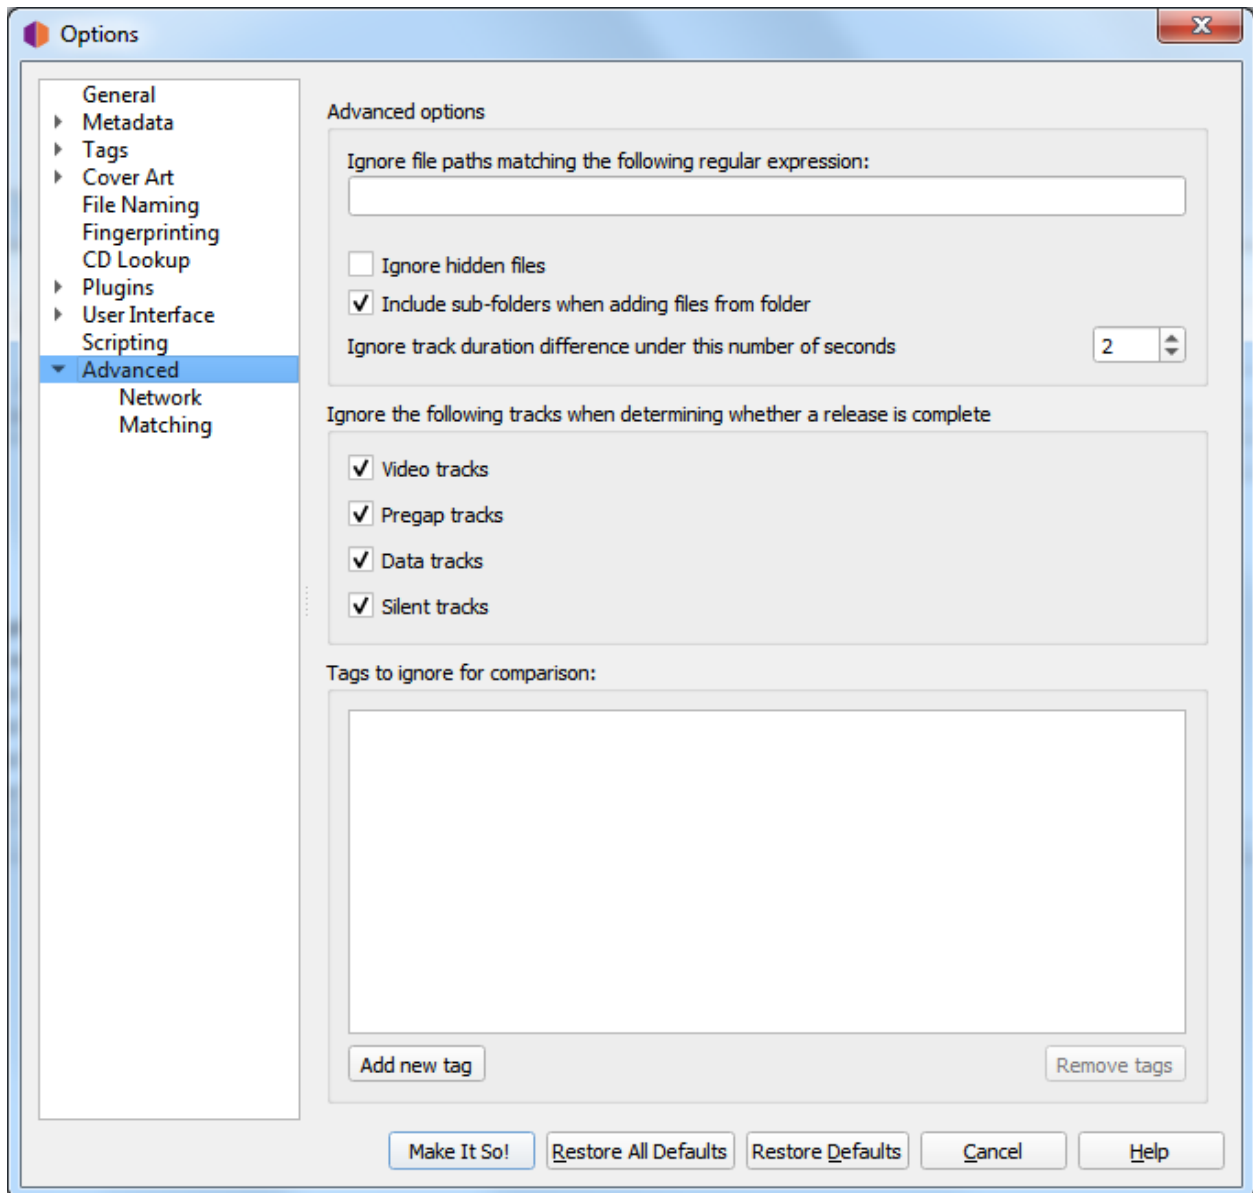 Options
General
Metadata
Tags
Cover Art
File Naming
Fingerprinting
CD Lookup
Plugins
User Interface
Scripting
Advanced
Network
Matching
Advanced options
Ignore file paths matching the following regular expression:
Ignore hidden files
Include sub-folders when adding files from folder
Ignore track duration difference under this number of seconds
2
Ignore the following tracks when determining whether a release is complete
Video tracks
Pregap tracks
Data tracks
Silent tracks
Tags to ignore for comparison:
Add new tag
Remove tags
Make It So!
Restore All Defaults
Restore Defaults
Cancel
Help